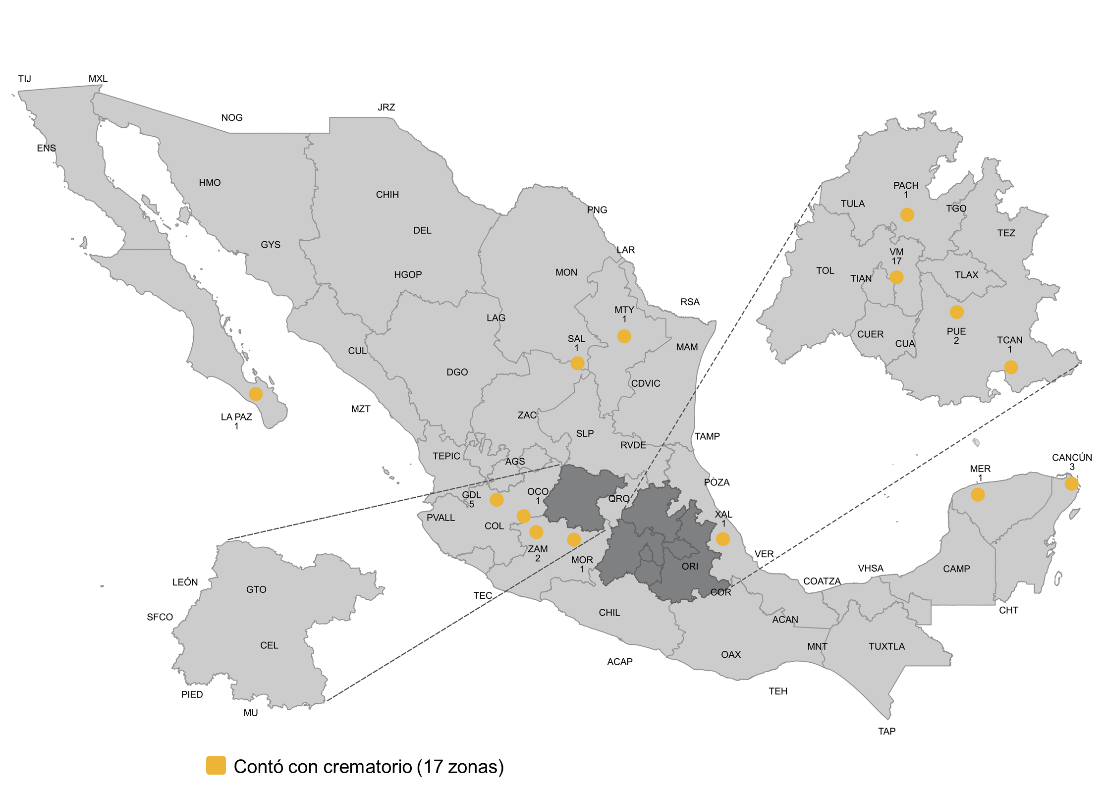 TIJ
MXL
NOG
JRZ
ENS
HMO
CHIH
GYS
DEL
HGOP
PNG
LAR
MON
RSA
MTY
1
LAG
SAL
1
MAM
CUL
DGO
CDVIC
MZT
ZAC
LA PAZ
1
SLP
RVDE
TAMP
TEPIC
AGS
POZA
GDL
5
OCO
1
QRO
PVALL
COL
XAL
1
ZAM
2
MOR
1
VER
ORI
COR
TEC
CHIL
ACAP
OAX
ACAN
MNT
TEH
COATZA
VHSA
CAMP
CHT
TUXTLA
TAP
MER
1
CANCÚN
3
PACH
1
TULA
TGO
TEZ
VM
17
TOL
TIAN
TLAX
CUER
CUA
PUE
2
TCAN
1
LEÓN
GTO
SFCO
CEL
PIED
MU
Contó con crematorio (17 zonas)